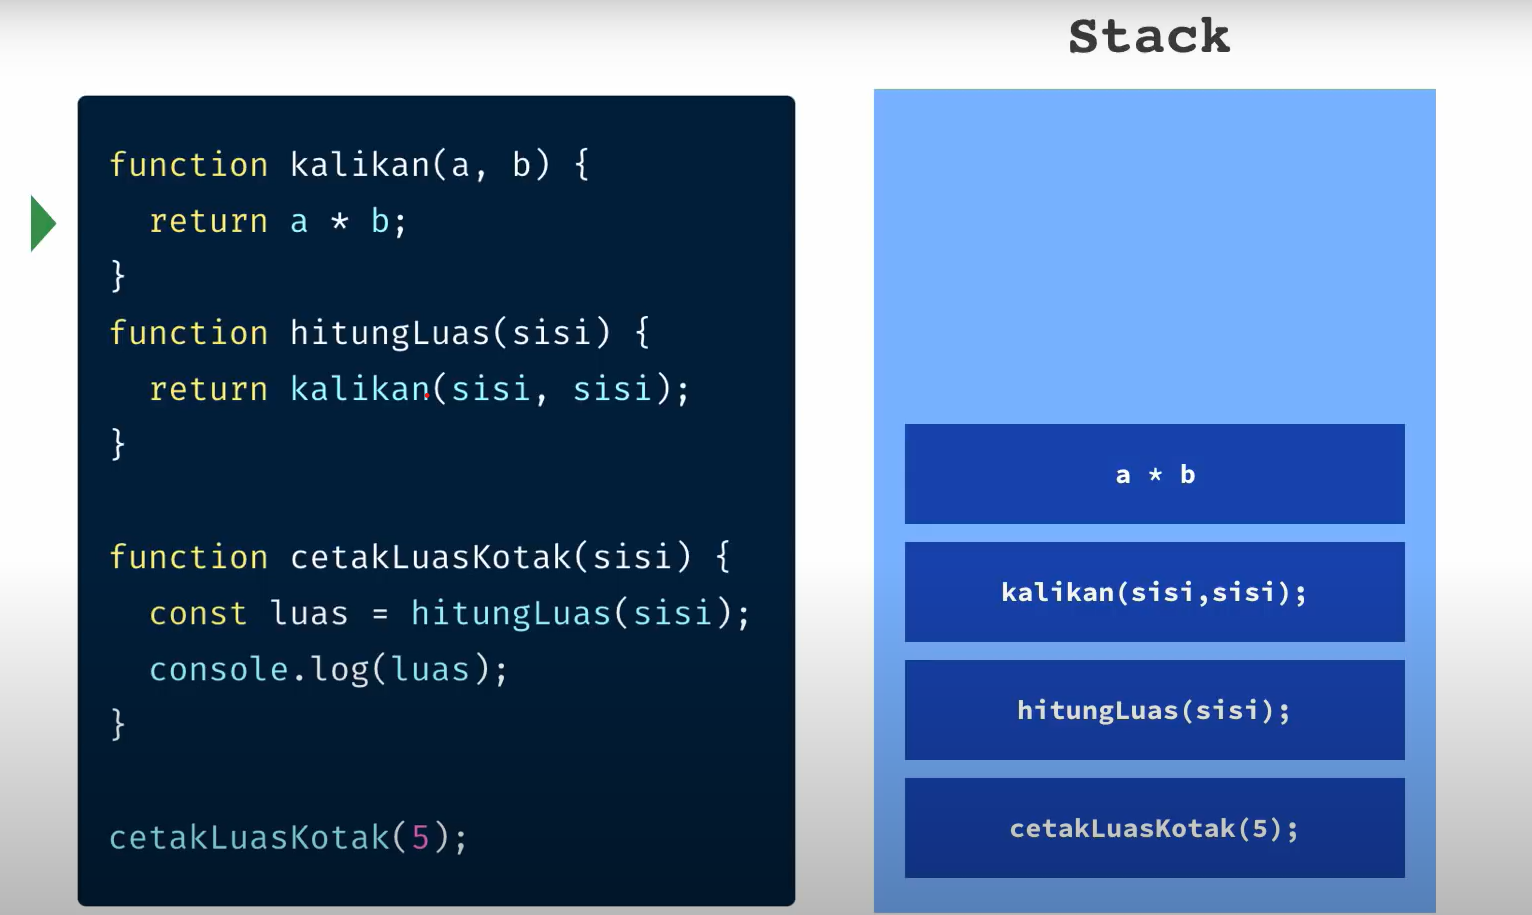 Stack
function kalikan(a, b) {
  return a * b;
}
function hitungLuas(sisi) {
  return kalikan(sisi, sisi);
}

function cetakLuasKotak(sisi) {
  const luas = hitungLuas(sisi);
  console.log(luas);
}

cetakLuasKotak(5);
a * b
kalikan(sisi,sisi);
hitungLuas(sisi);
cetakLuasKotak(5);